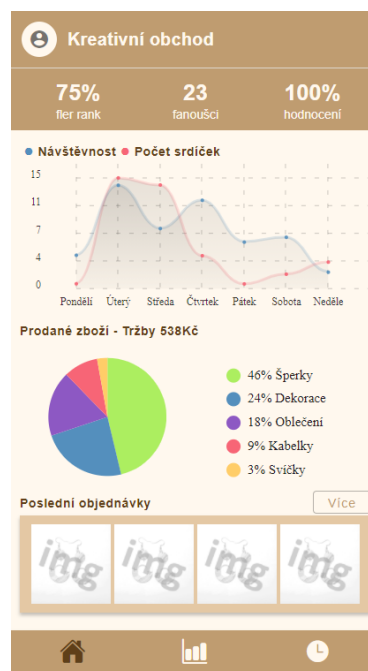 Kreativní obchod
75% 23 100%
fler rank fanoušci hodnocení
Návštěvnost Počet srdíček
15
11
7
4
0
Pondělí Úterý Středa Čtvrtek Pátek Sobota Neděle
Prodané zboží - Tržby 538Kč
46% Šperky
24% Dekorace
18% Oblečení
9% Kabelky
3% Svíčky
Poslední objednávky Více
img img img img